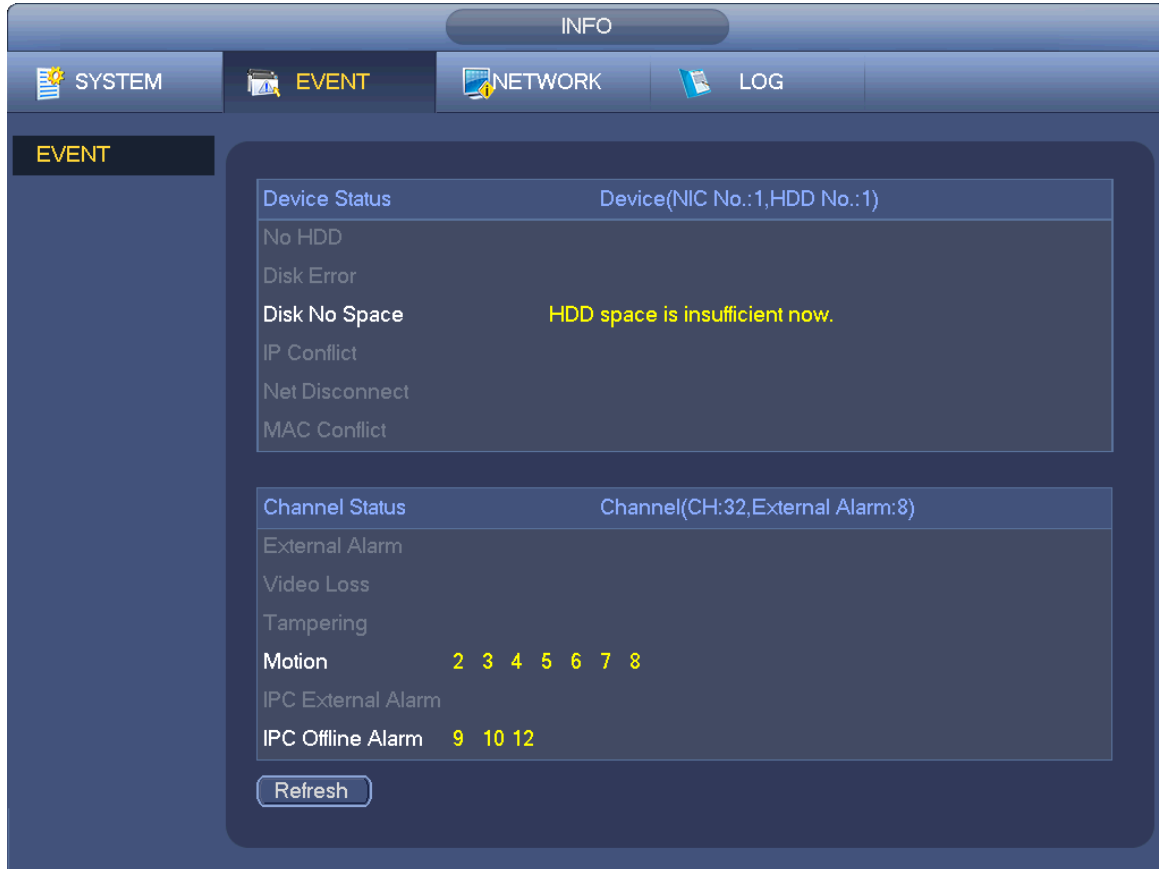 INFO
SYSTEM EVENT NETWORK LOG
EVENT
Device Status Device(NIC No.:1,HDD No.:1)
No HDD
Disk Error
Disk No Space HDD space is insufficient now.
IP Conflict
Net Disconnect
MAC Conflict
Channel Status Channel(CH:32,External Alarm:8)
External Alarm
Video Loss
Tampering
Motion 2 3 4 5 6 7 8
IPC External Alarm
IPC Offline Alarm 9 10 12
Refresh